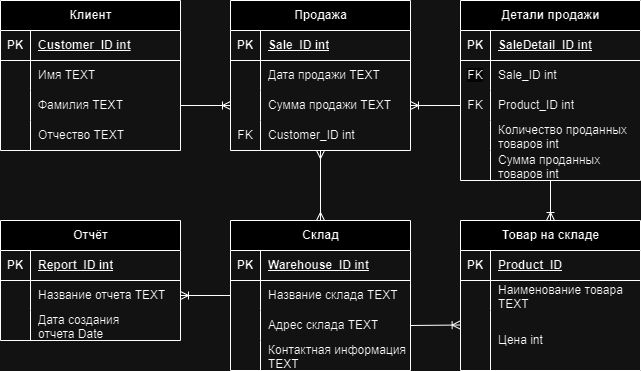 Клиент
PK Customer_ID int
Имя TEXT
Фамилия TEXT
Отчество TEXT
Продажа
PK Sale_ID int
Дата продажи TEXT
Сумма продажи TEXT
FK Customer_ID int
Детали продажи
PK SaleDetail_ID int
FK Sale_ID int
FK Product_ID int
Количество проданных
товаров int
Сумма проданных
товаров int
Отчёт
PK Report_ID int
Название отчета TEXT
Дата создания
отчета Date
Склад
PK Warehouse_ID int
Название склада TEXT
Адрес склада TEXT
Контактная информация
TEXT
Товар на складе
PK Product_ID
Наименование товара
TEXT
Цена int